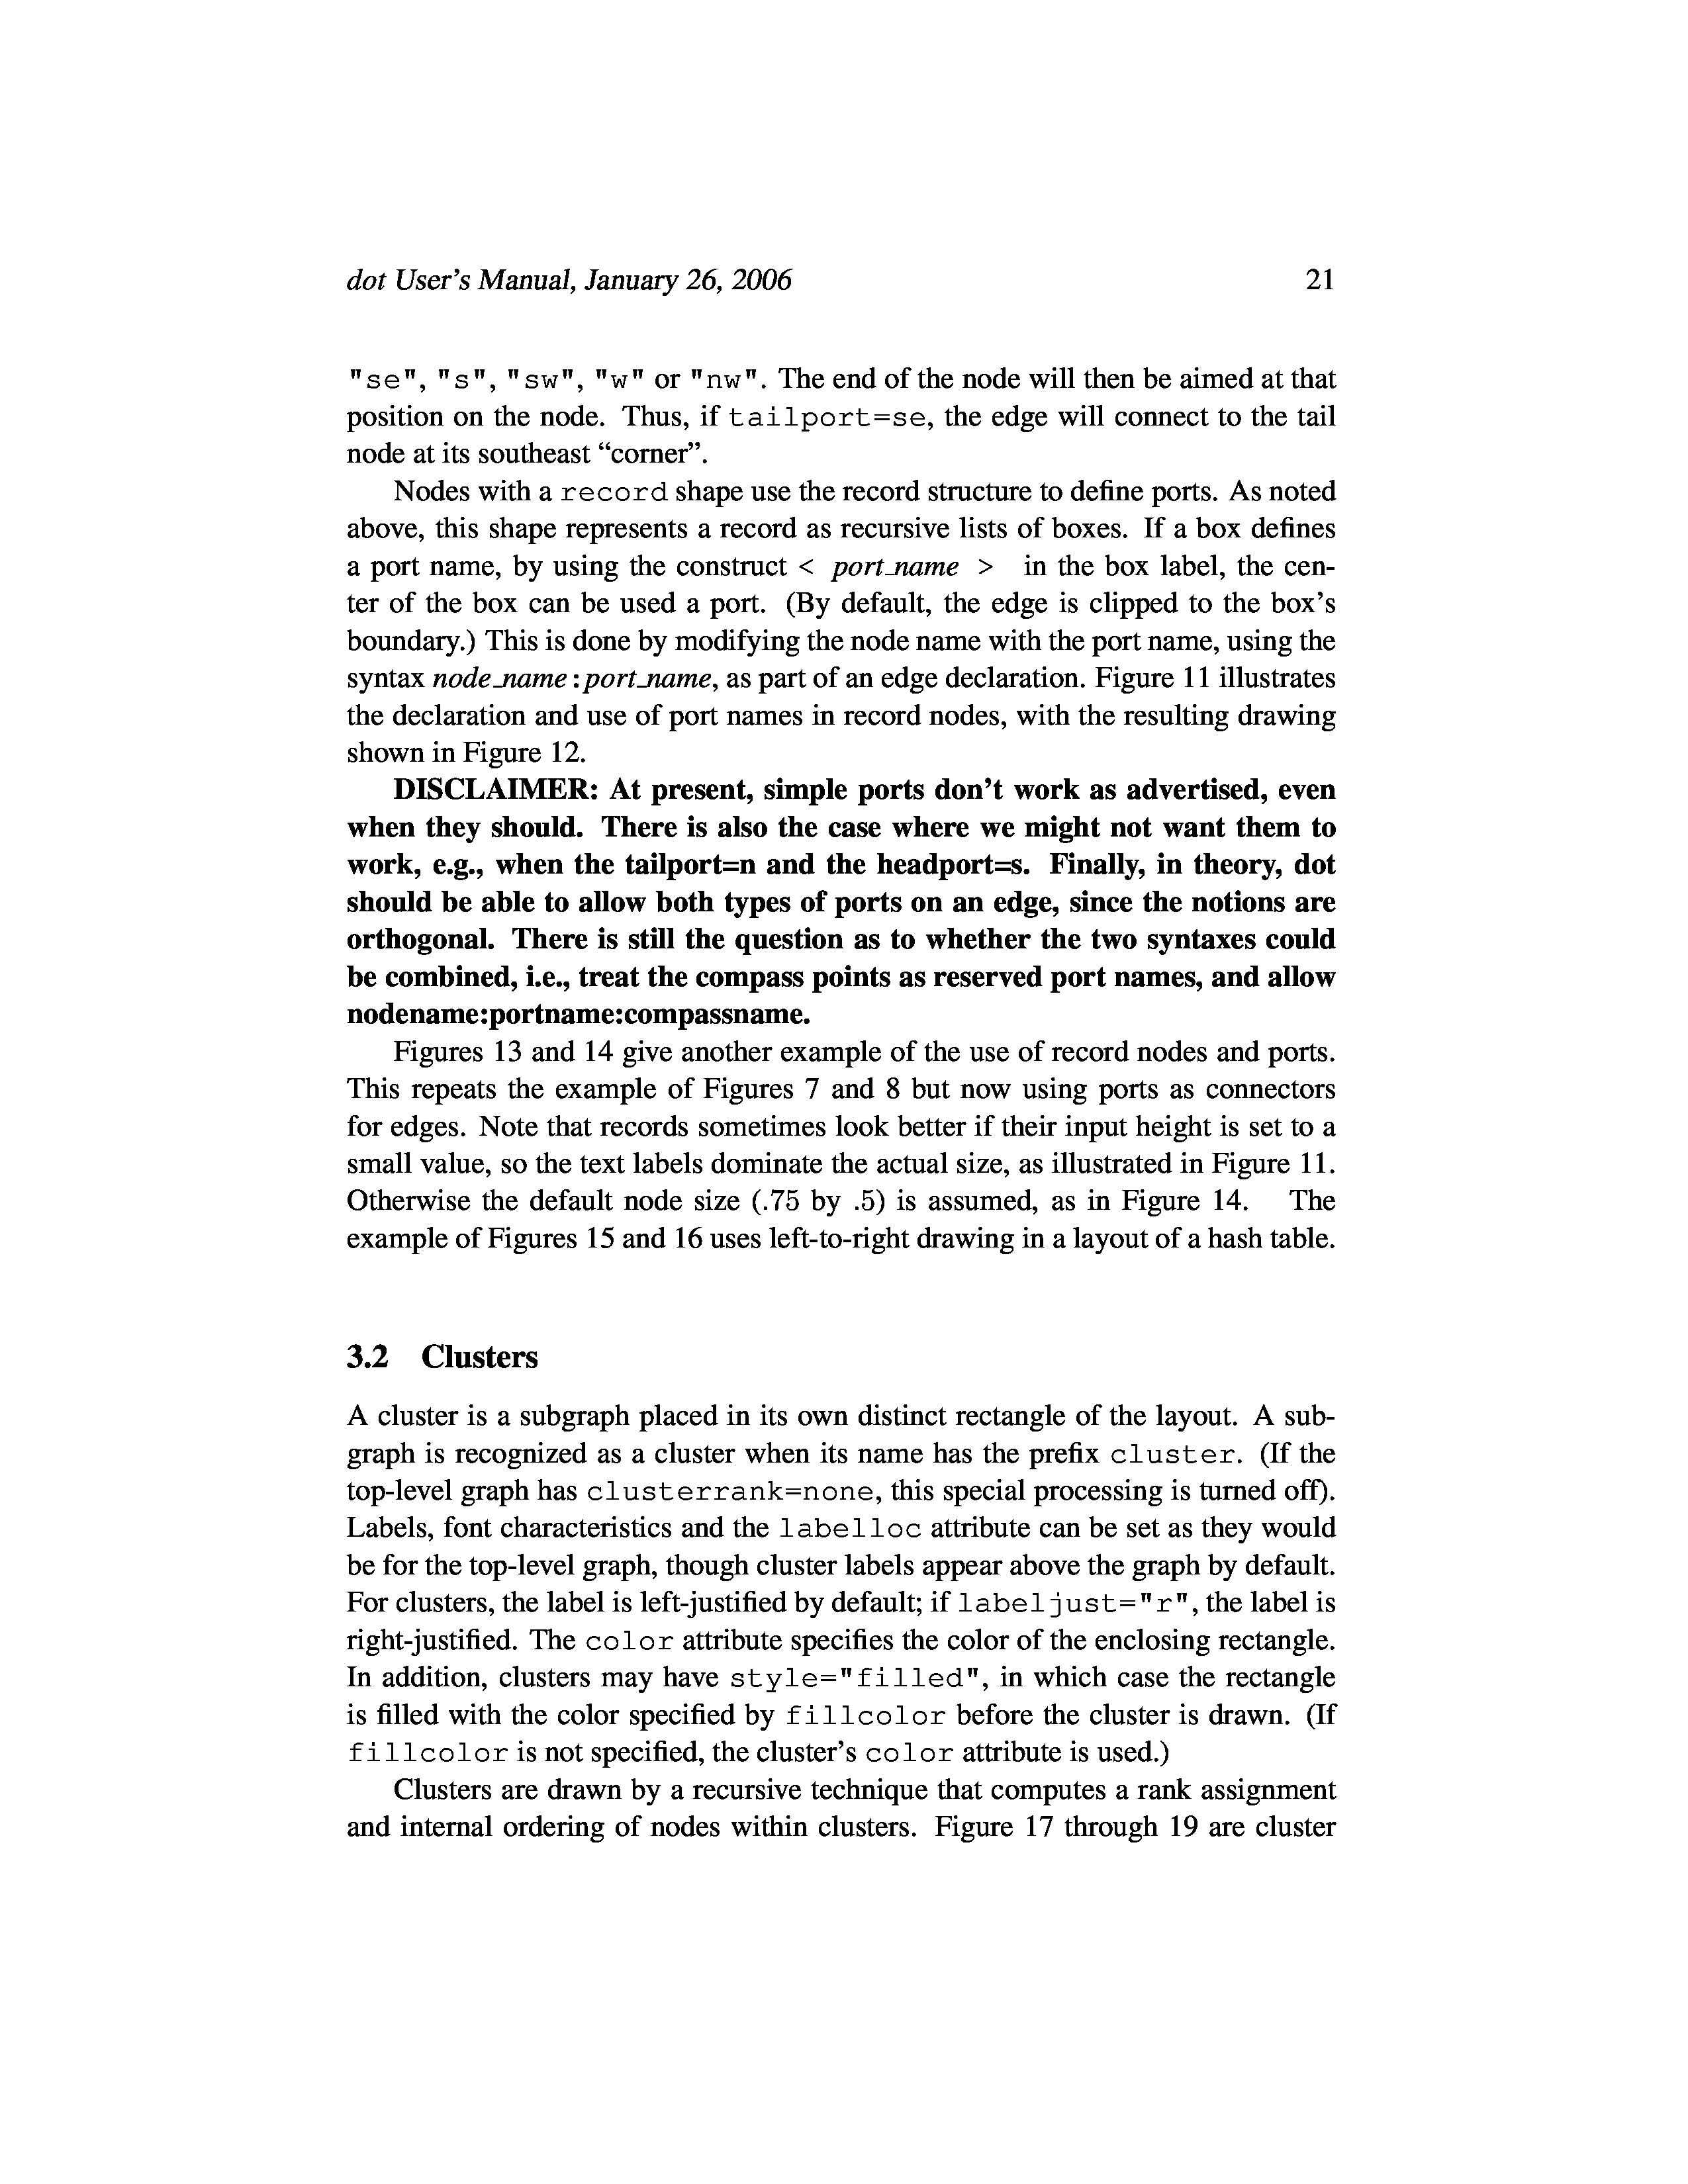 dot User's Manual, January 26, 2006 21
"se", "s", "sw", "w" or "nw". The end of the node will then be aimed at that
position on the node. Thus, if tailport=se, the edge will connect to the tail
node at its southeast “corner”.
Nodes with a record shape use the record structure to define ports. As noted
above, this shape represents a record as recursive lists of boxes. If a box defines
a port name, by using the construct < port_name > in the box label, the cen-
ter of the box can be used a port. (By default, the edge is clipped to the box’s
boundary.) This is done by modifying the node name with the port name, using the
syntax node_name:port_name, as part of an edge declaration. Figure 11 illustrates
the declaration and use of port names in record nodes, with the resulting drawing
shown in Figure 12.
DISCLAIMER: At present, simple ports don’t work as advertised, even
when they should. There is also the case where we might not want them to
work, e.g., when the tailport=n and the headport=s. Finally, in theory, dot
should be able to allow both types of ports on an edge, since the notions are
orthogonal. There is still the question as to whether the two syntaxes could
be combined, i.e., treat the compass points as reserved port names, and allow
nodename:portname:compassname.
Figures 13 and 14 give another example of the use of record nodes and ports.
This repeats the example of Figures 7 and 8 but now using ports as connectors
for edges. Note that records sometimes look better if their input height is set to a
small value, so the text labels dominate the actual size, as illustrated in Figure 11.
Otherwise the default node size (.75 by .5) is assumed, as in Figure 14. The
example of Figures 15 and 16 uses left-to-right drawing in a layout of a hash table.
3.2 Clusters
A cluster is a subgraph placed in its own distinct rectangle of the layout. A sub-
graph is recognized as a cluster when its name has the prefix cluster. (If the
top-level graph has clusterrank=none, this special processing is turned off).
Labels, font characteristics and the labelloc attribute can be set as they would
be for the top-level graph, though cluster labels appear above the graph by default.
For clusters, the label is left-justified by default; if labeljust="r", the label is
right-justified. The color attribute specifies the color of the enclosing rectangle.
In addition, clusters may have style="filled", in which case the rectangle
is filled with the color specified by fillcolor before the cluster is drawn. (If
fillcolor is not specified, the cluster’s color attribute is used.)
Clusters are drawn by a recursive technique that computes a rank assignment
and internal ordering of nodes within clusters. Figure 17 through 19 are cluster